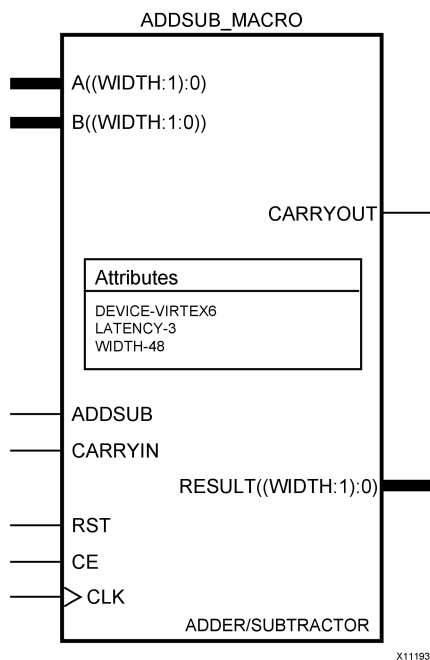 ADDSUB_MACRO
A((WIDTH:1):0)
B((WIDTH:1:0))
CARRYOUT
Attributes
DEVICE-VIRTEX6
LATENCY-3
WIDTH-48
ADDSUB
CARRYIN
RESULT((WIDTH:1):0)
RST
CE
CLK
ADDER/SUBTRACTOR
X11193